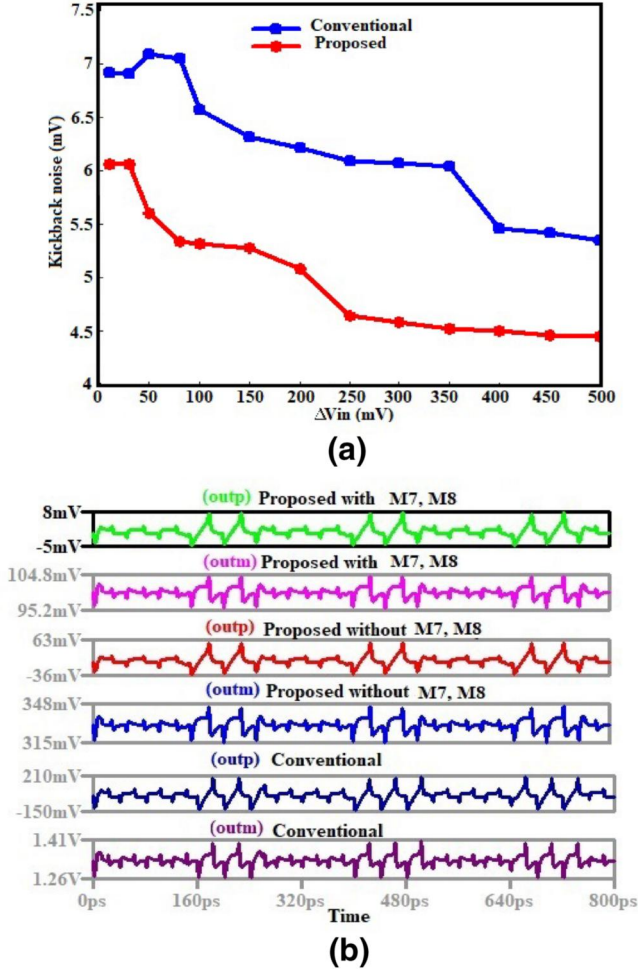 7.5
Conventional
Proposed
7
6.5
6
5.5
5
4.5
4
Kickback noise (mV)
0 50 100 150 200 250 300 350 400 450 500
ΔVin (mV)
(a)
(outp) Proposed with M7, M8
8mV
-5mV
(outm) Proposed with M7, M8
104.8mV
95.2mV
(outp) Proposed without M7, M8
63mV
-36mV
(outm) Proposed without M7, M8
348mV
315mV
(outp) Conventional
210mV
-150mV
(outm) Conventional
1.41V
1.26V
0ps 160ps 320ps 480ps 640ps 800ps
Time
(b)